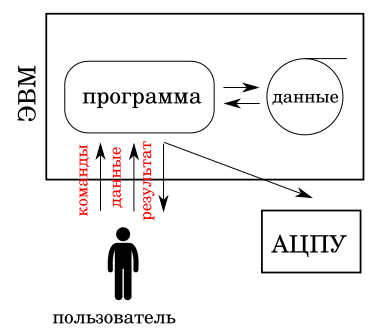 ЭВМ
программа
данные
команды
данные
результат
АЦПУ
пользователь